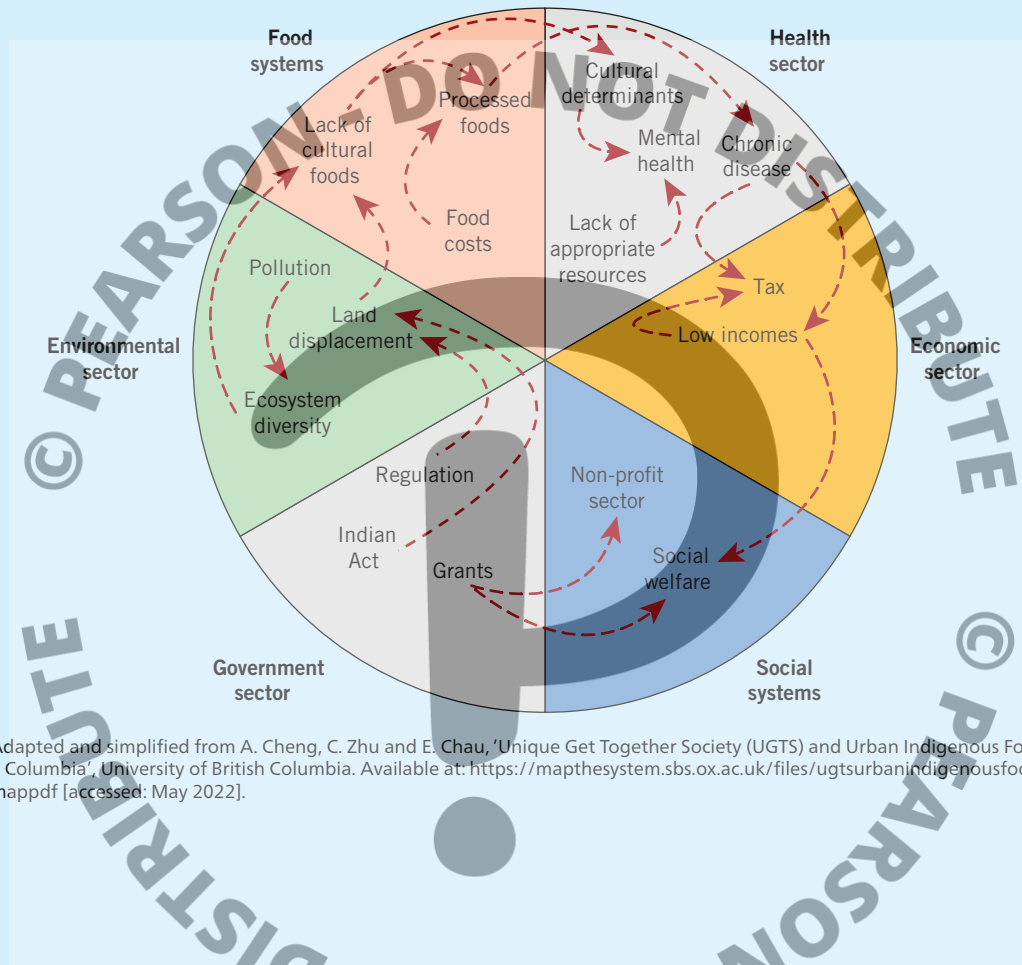 Food
systems
Health
sector
Cultural
determinants
Processed
foods
Lack of
cultural
foods
Mental
health
Chronic
disease
Food
costs
Lack of
appropriate
resources
Pollution
Land
displacement
Tax
Low incomes
Environmental
sector
Economic
sector
Ecosystem
diversity
Regulation
Non-profit
sector
Indian
Act
Grants
Social
welfare
Government
sector
Social
systems
Adapted and simplified from A. Cheng, C. Zhu and E. Chau, ‘Unique Get Together Society (UGTS) and Urban Indigenous
Columbia’, University of British Columbia. Available at: https://mapthesystem.sbs.ox.ac.uk/files/ugtsurbanindigenousfoo
mappdf [accessed: May 2022].
© PEARSON - DO NOT DISTRIBUTE
© PEARSON
DISTRIBUTE